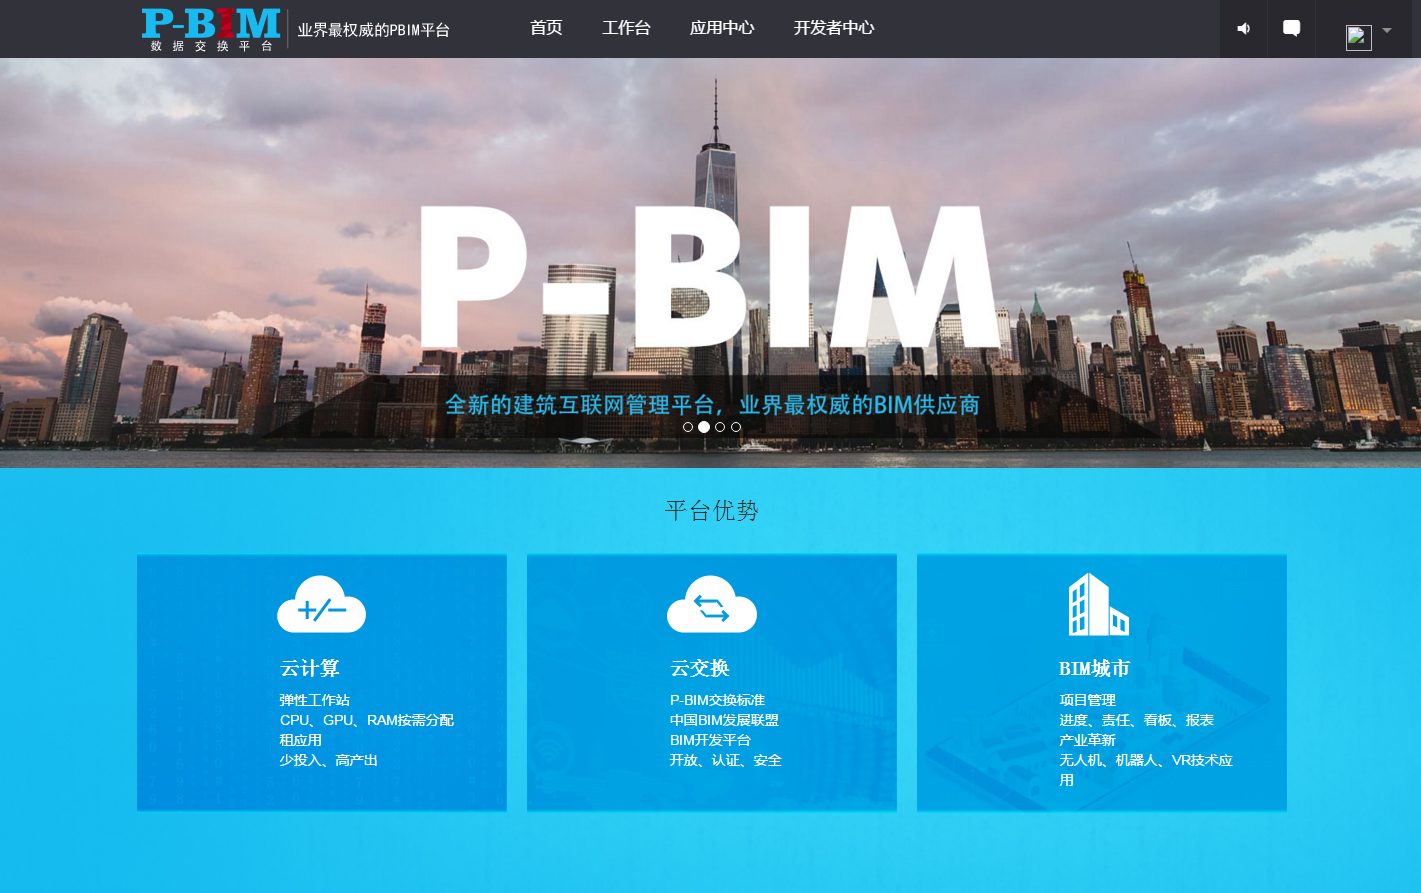 P-BIM
数据交换平台
业界最权威的PBIM平台
首页
工作台
应用中心
开发者中心
P-BIM
全新的建筑互联网管理平台，业界最权威的BIM供应商
平台优势
云计算
弹性工作站
CPU、GPU、RAM按需分配
租应用
少投入、高产出
云交换
P-BIM交换标准
中国BIM发展联盟
BIM开发平台
开放、认证、安全
BIM城市
项目管理
进度、责任、看板、报表
产业革新
无人机、机器人、VR技术应
用